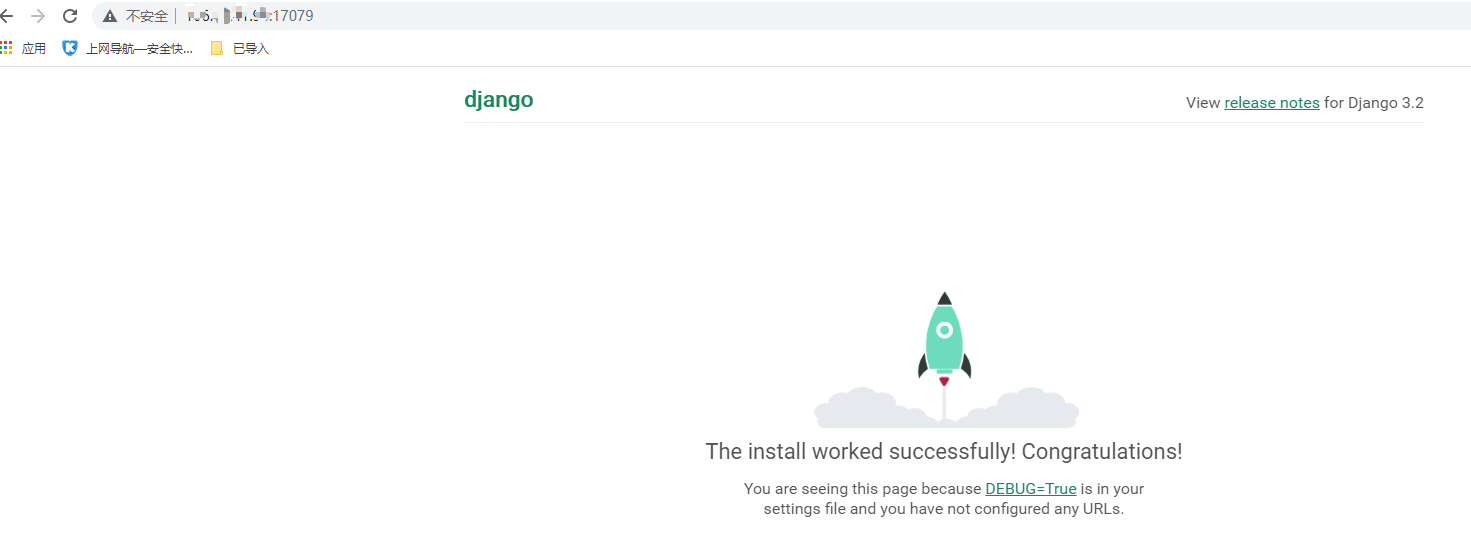 不安全
:17079
应用 上网导航—安全快... 已导入
django
View release notes for Django 3.2
The install worked successfully! Congratulations!
You are seeing this page because DEBUG=True is in your
settings file and you have not configured any URLs.